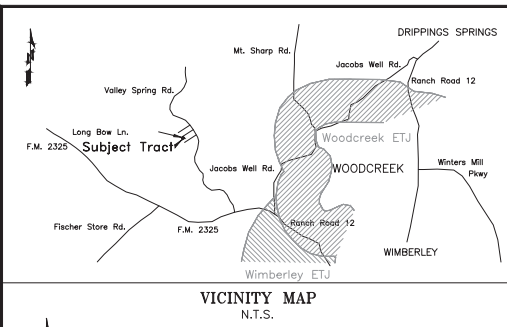 DRIPPINGS SPRINGS
Mt. Sharp Rd.
Jacobs Well Rd.
Ranch Road 12
Valley Spring Rd.
Long Bow Ln.
Woodcreek ETJ
F.M. 2325
Subject Tract
Jacobs Well Rd.
WOODCREEK
Winters Mill
Pkwy
Fischer Store Rd.
F.M. 2325
Ranch Road 12
WIMBERLEY
Wimberley ETJ
VICINITY MAP
N.T.S.